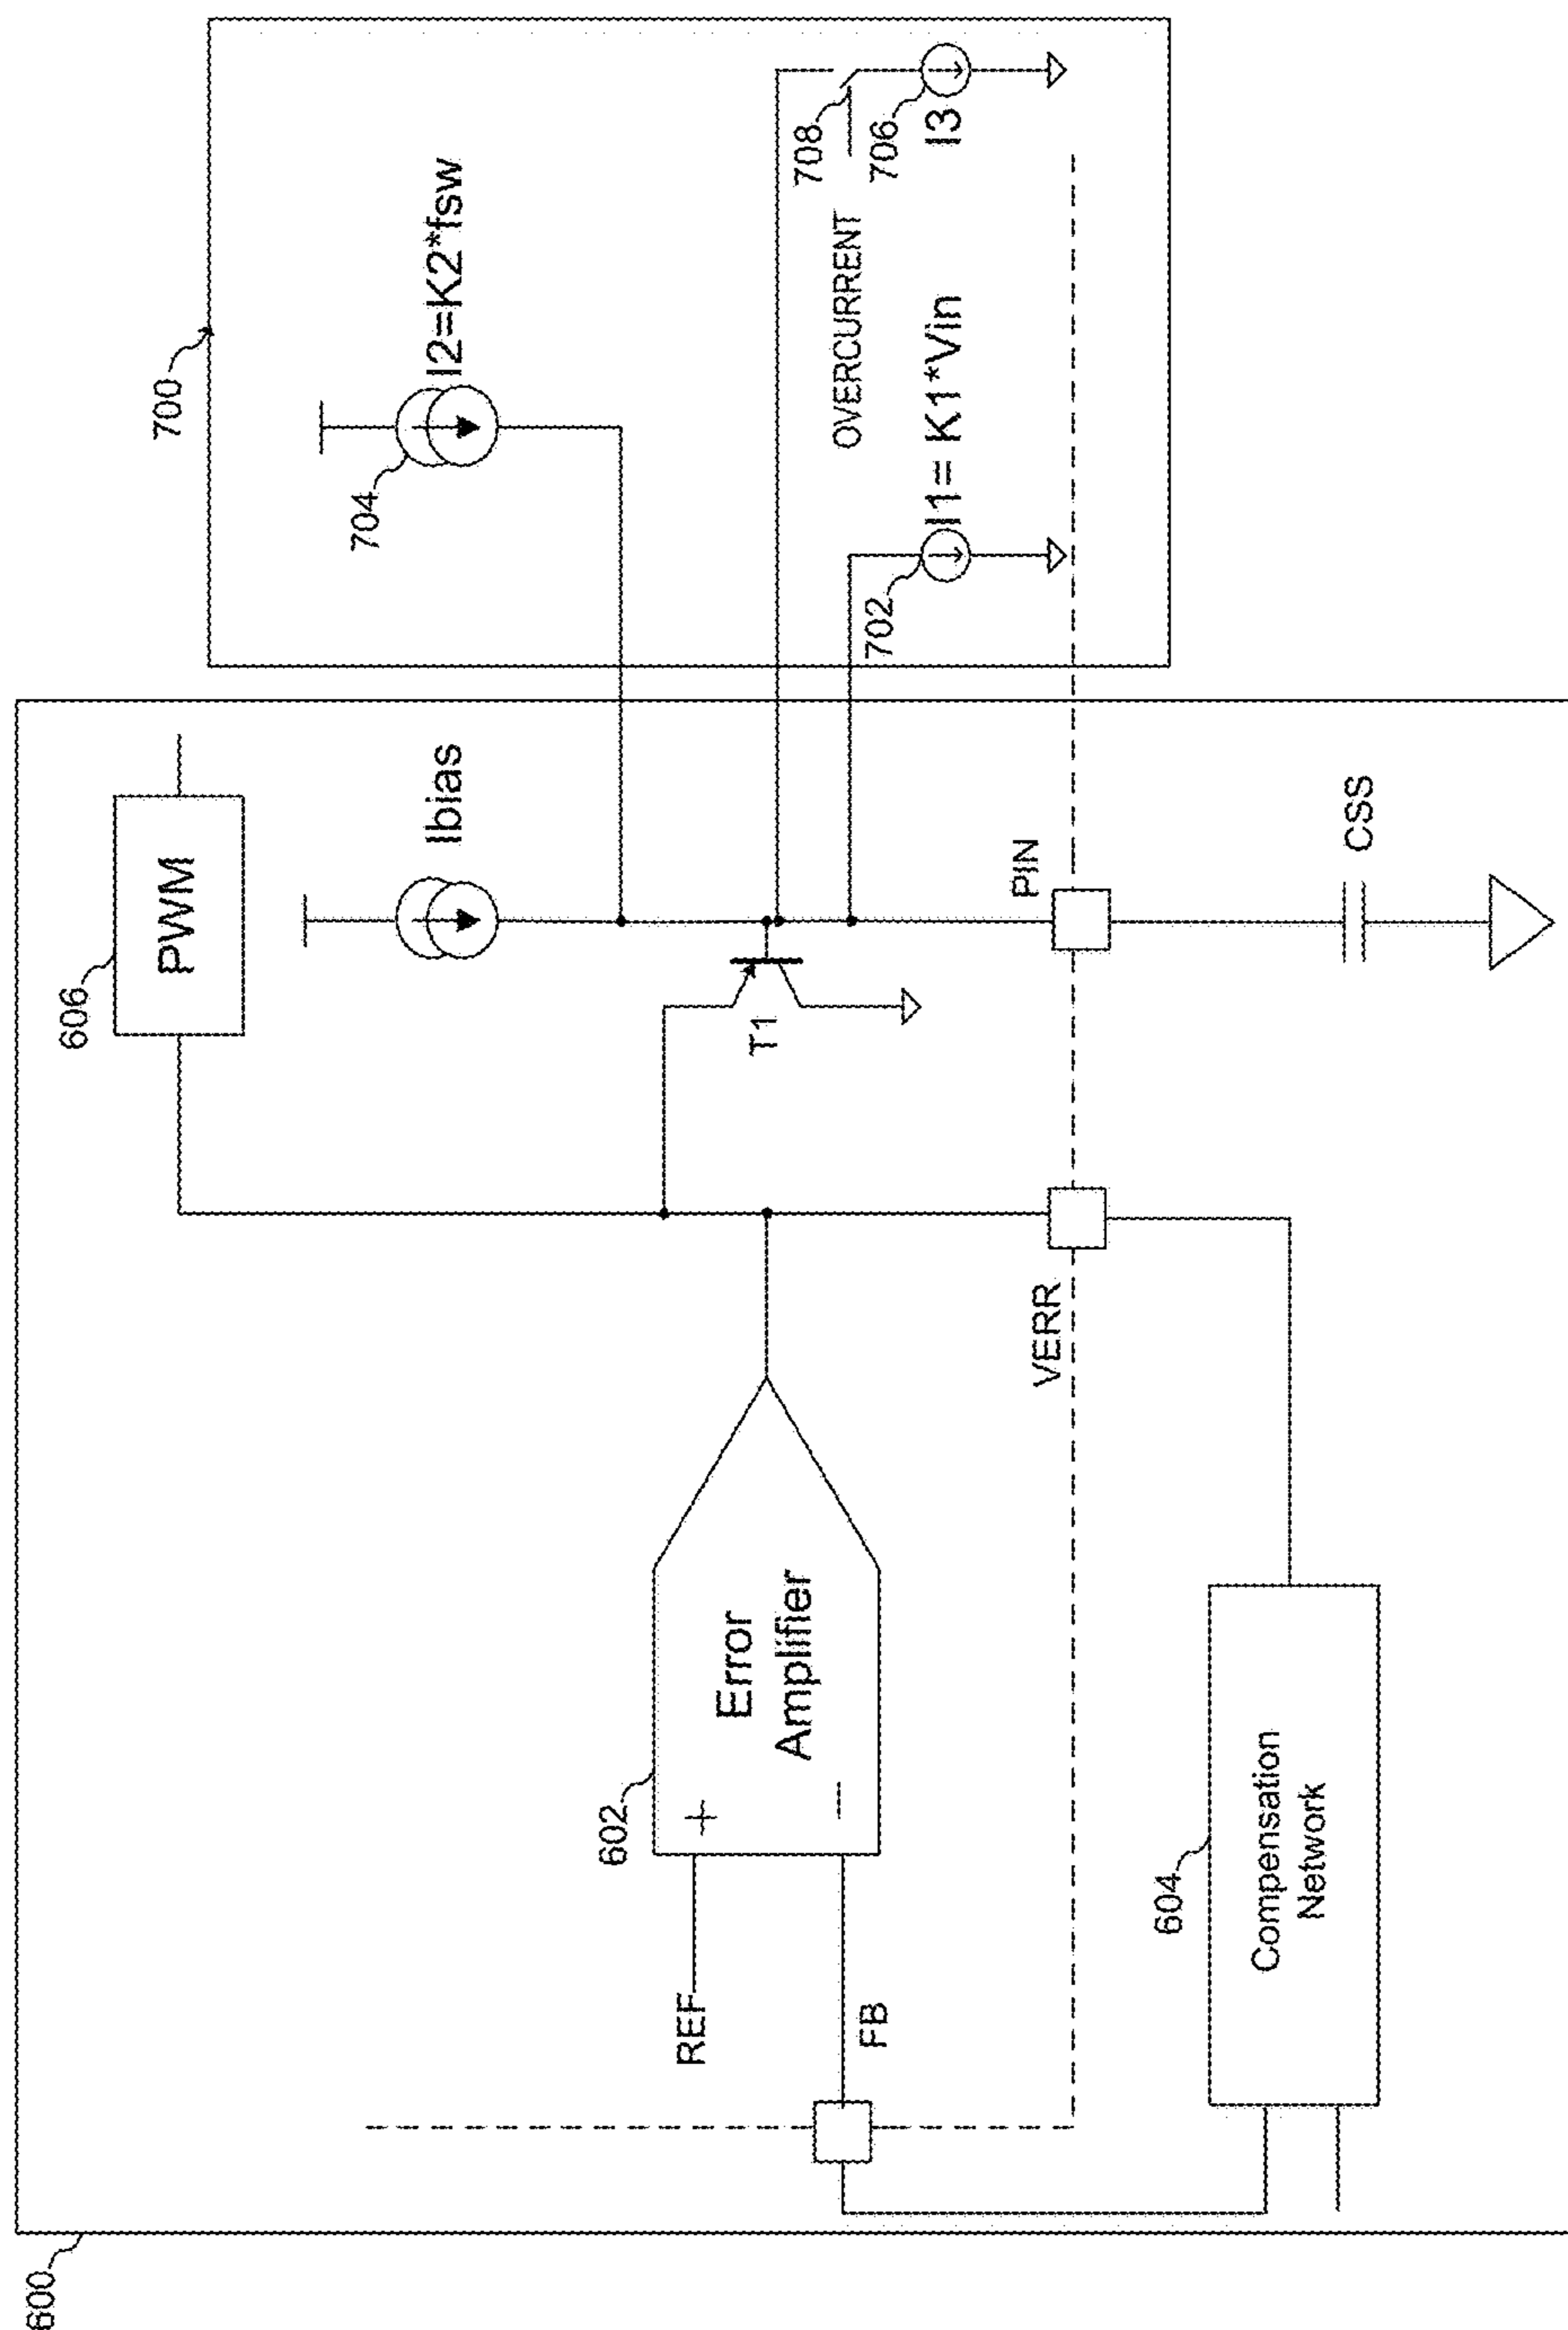 600
602
Error
Amplifier
+
−
REF
FB
604
Compensation
Network
VERR
606
PWM
Ibias
T1
PIN
CSS
700
704
I2=K2*fsw
OVERCURRENT
702
I1= K1*Vin
708
706
I3